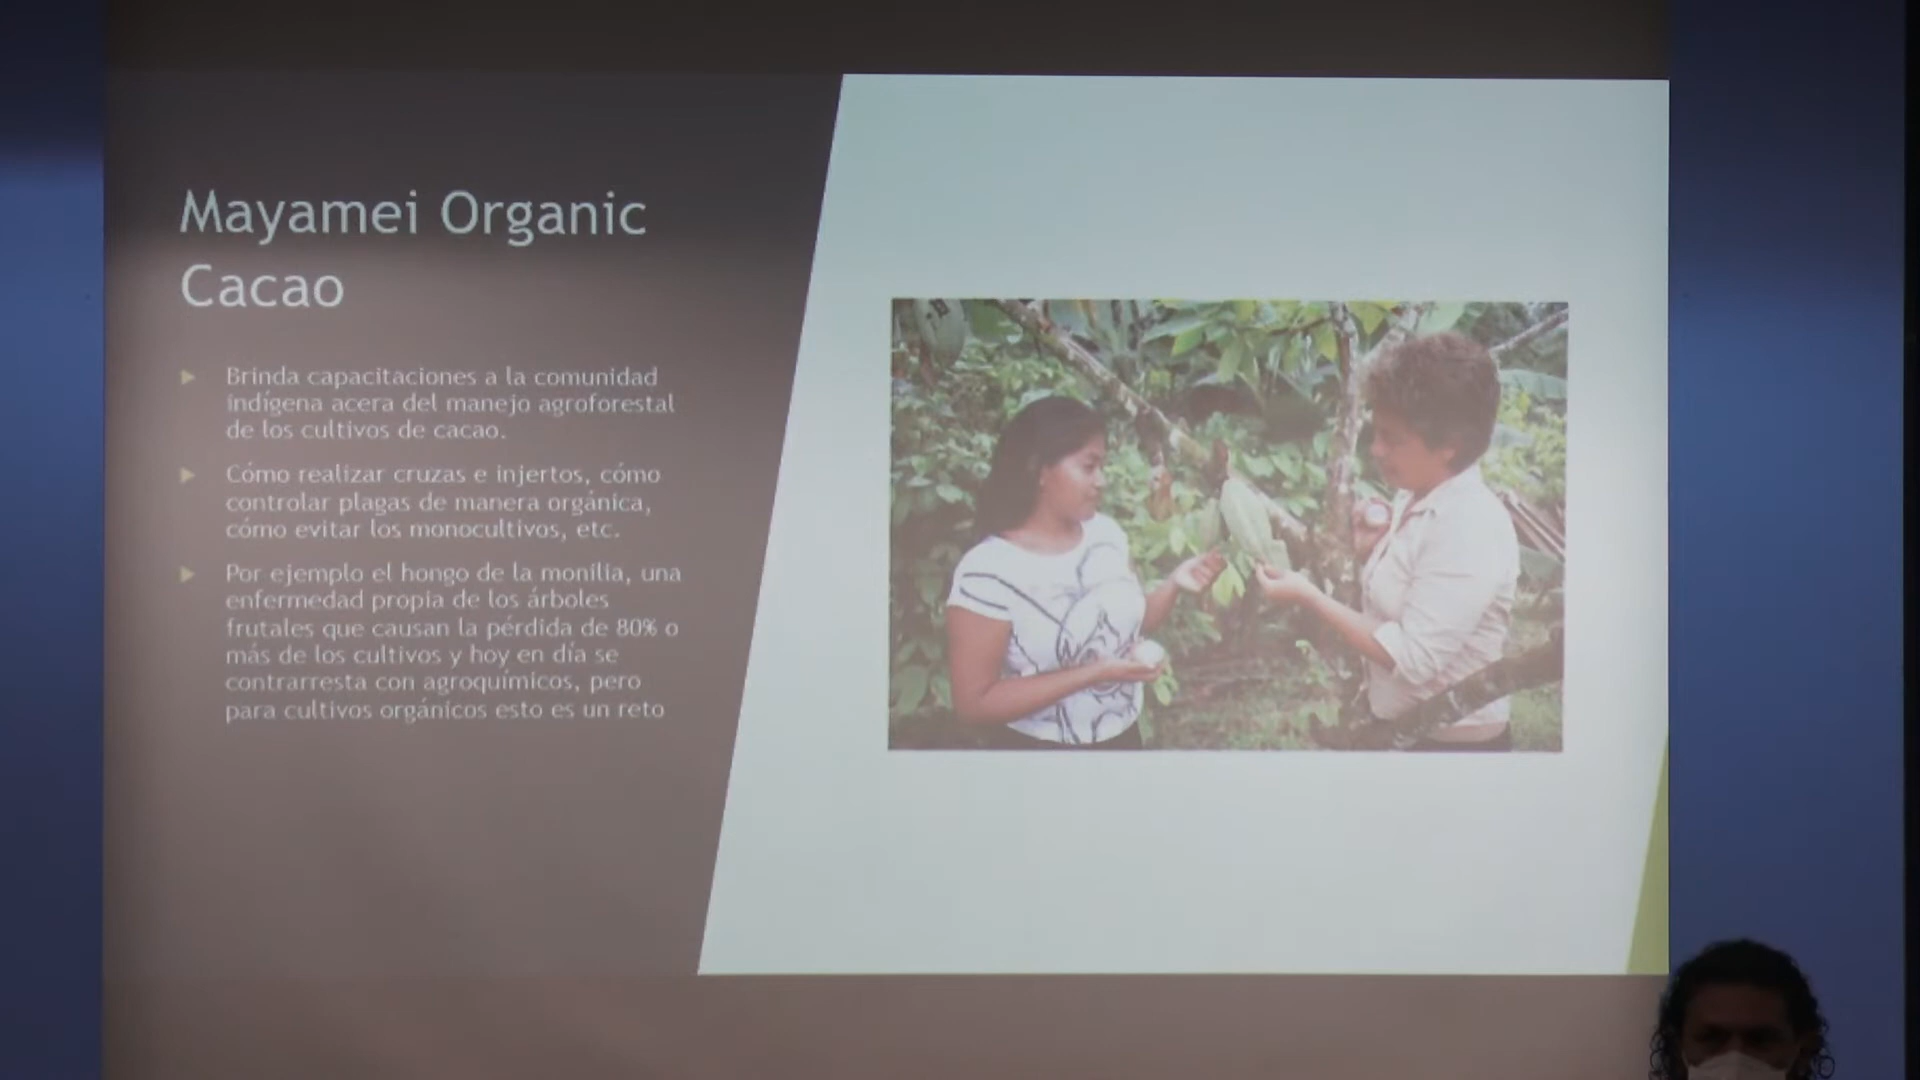 Mayamei Organic
Cacao
Brinda capacitaciones a la comunidad
indígena acera del manejo agroforestal
de los cultivos de cacao.
Cómo realizar cruzas e injertos, cómo
controlar plagas de manera orgánica,
cómo evitar los monocultivos, etc.
Por ejemplo el hongo de la monilia, una
enfermedad propia de los árboles
frutales que causan la pérdida de 80% o
más de los cultivos y hoy en día se
contrarresta con agroquímicos, pero
para cultivos orgánicos esto es un reto